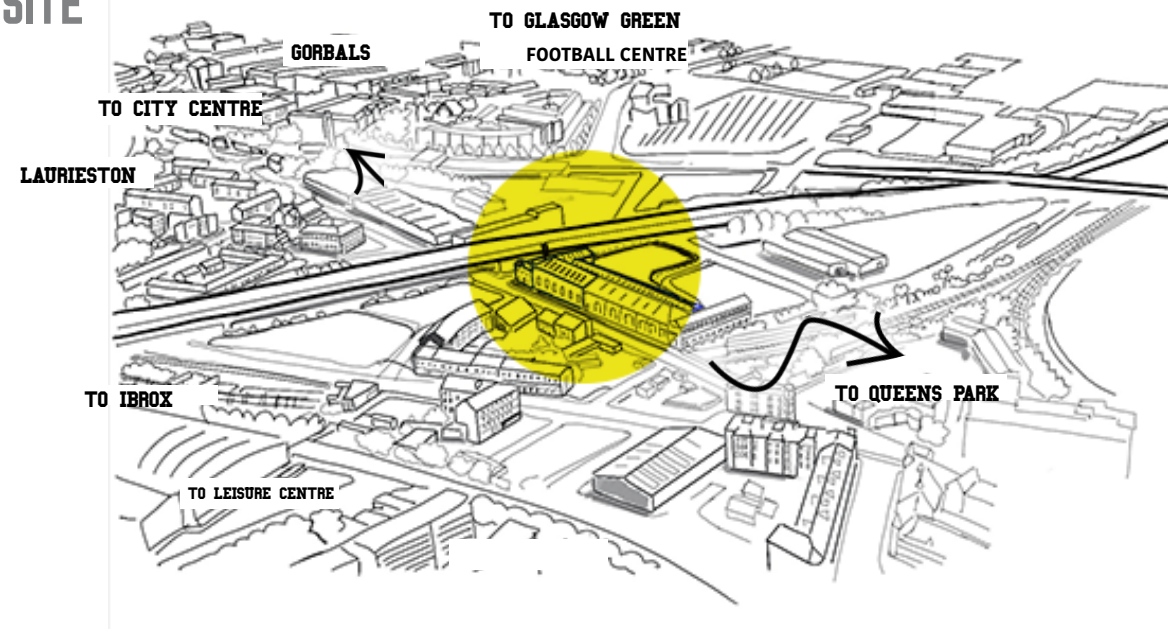 SITE
TO GLASGOW GREEN
FOOTBALL CENTRE
GORBALS
TO CITY CENTRE
LAURIESTON
TO IBROX
TO QUEENS PARK
TO LEISURE CENTRE